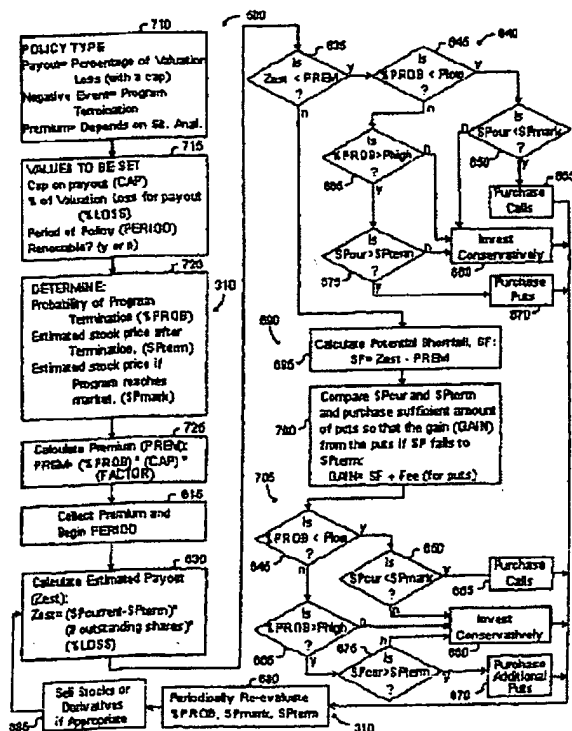 710
600
POLICY TYPE
Payout= Percentage of Valuation
Loss (with a cap)
Negative Event= Program
Termination
Premium= Depends on St. Anal.
715
VALUES TO BE SET
Cap on payout (CAP)
% of Valuation Loss for payout
(%LOSS)
Period of Policy (PERIOD)
Renewable? (y or n)
720
310
DETERMINE:
Probability of Program
Termination (%PROB)
Estimated stock price after
Termination, ($Pterm)
Estimated stock price if
Program reaches
market, ($Pmark)
725
Calculate Premium (PREM):
PREM= (%PROB)*(CAP)*
(FACTOR)
615
Collect Premium and
Begin PERIOD
630
Calculate Estimated Payout
(Zest):
Zest= ($Pcurrent-$Pterm)*
(# outstanding shares)*
(%LOSS)
Sell Stocks or
Derivatives
if Appropriate
685
680
Periodically Re-evaluate
%PROB, $Pmark, $Pterm
310
635
Is
Zest < PREM
?
y
n
645
640
Is
%PROB < Plow
?
y
n
Is
$Pcur<$Pmark
?
650
n
y
655
Purchase
Calls
Is
%PROB>Phigh
?
665
n
y
Invest
Conservatively
660
Is
$Pcur>$Pterm
?
675
n
y
Purchase
Puts
670
690
Calculate Potential Shortfall, SF:
SF= Zest - PREM
695
700
Compare $Pcur and $Pterm
and purchase sufficient amount
of puts so that the gain (GAIN)
from the puts if SF falls to
$Pterm:
GAIN= SF + Fee (for puts)
705
Is
%PROB < Plow
?
645
y
n
650
Is
$Pcur<$Pmark
?
y
n
Purchase
Calls
655
Is
%PROB>Phigh
?
665
n
y
Invest
Conservatively
660
675
Is
$Pcur>$Pterm
?
n
y
Purchase
Additional
Puts
670